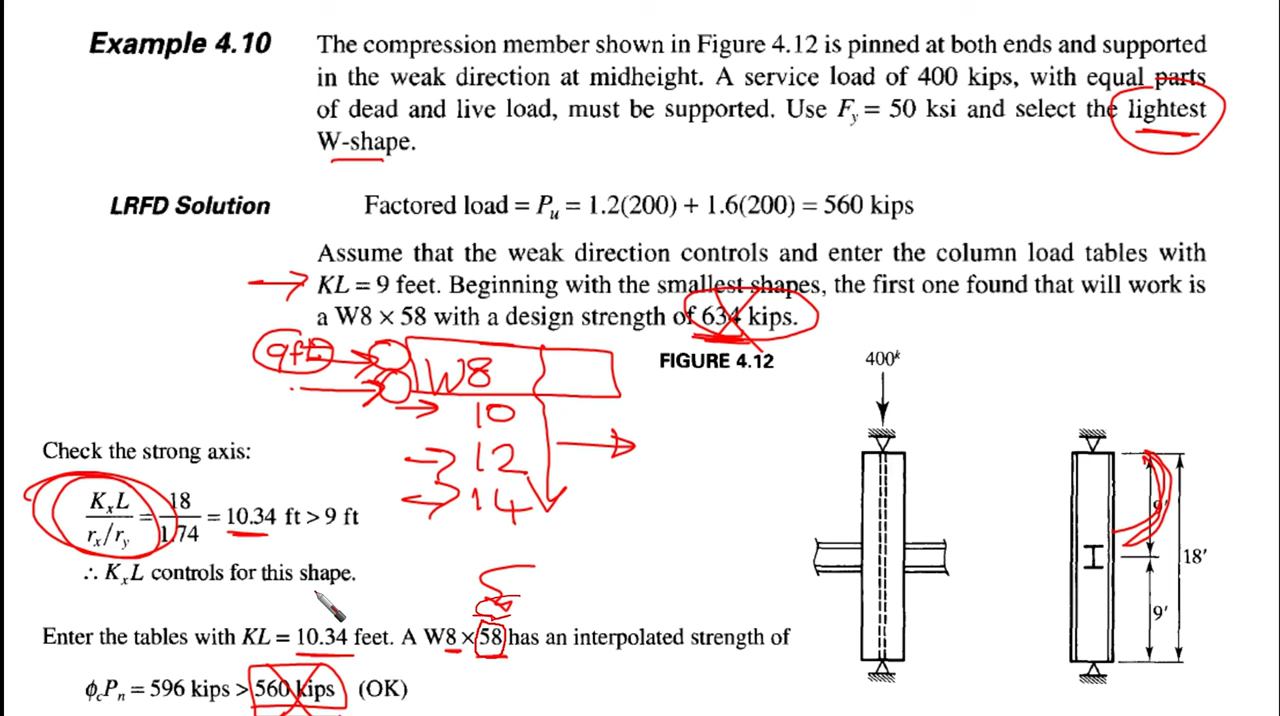 Example 4.10 The compression member shown in Figure 4.12 is pinned at both ends and supported
in the weak direction at midheight. A service load of 400 kips, with equal parts
of dead and live load, must be supported. Use Fy = 50 ksi and select the lightest
W-shape.
LRFD Solution Factored load = Pu = 1.2(200) + 1.6(200) = 560 kips
Assume that the weak direction controls and enter the column load tables with
KL = 9 feet. Beginning with the smallest shapes, the first one found that will work is
a W8 × 58 with a design strength of 634 kips.
9ft
W8
10
12
14
FIGURE 4.12
400k
9'
18'
9'
Check the strong axis:
KxL / rx/ry = 18 / 1.74 = 10.34 ft > 9 ft
∴ KxL controls for this shape.
Enter the tables with KL = 10.34 feet. A W8 × 58 has an interpolated strength of
ϕcPn = 596 kips > 560 kips (OK)